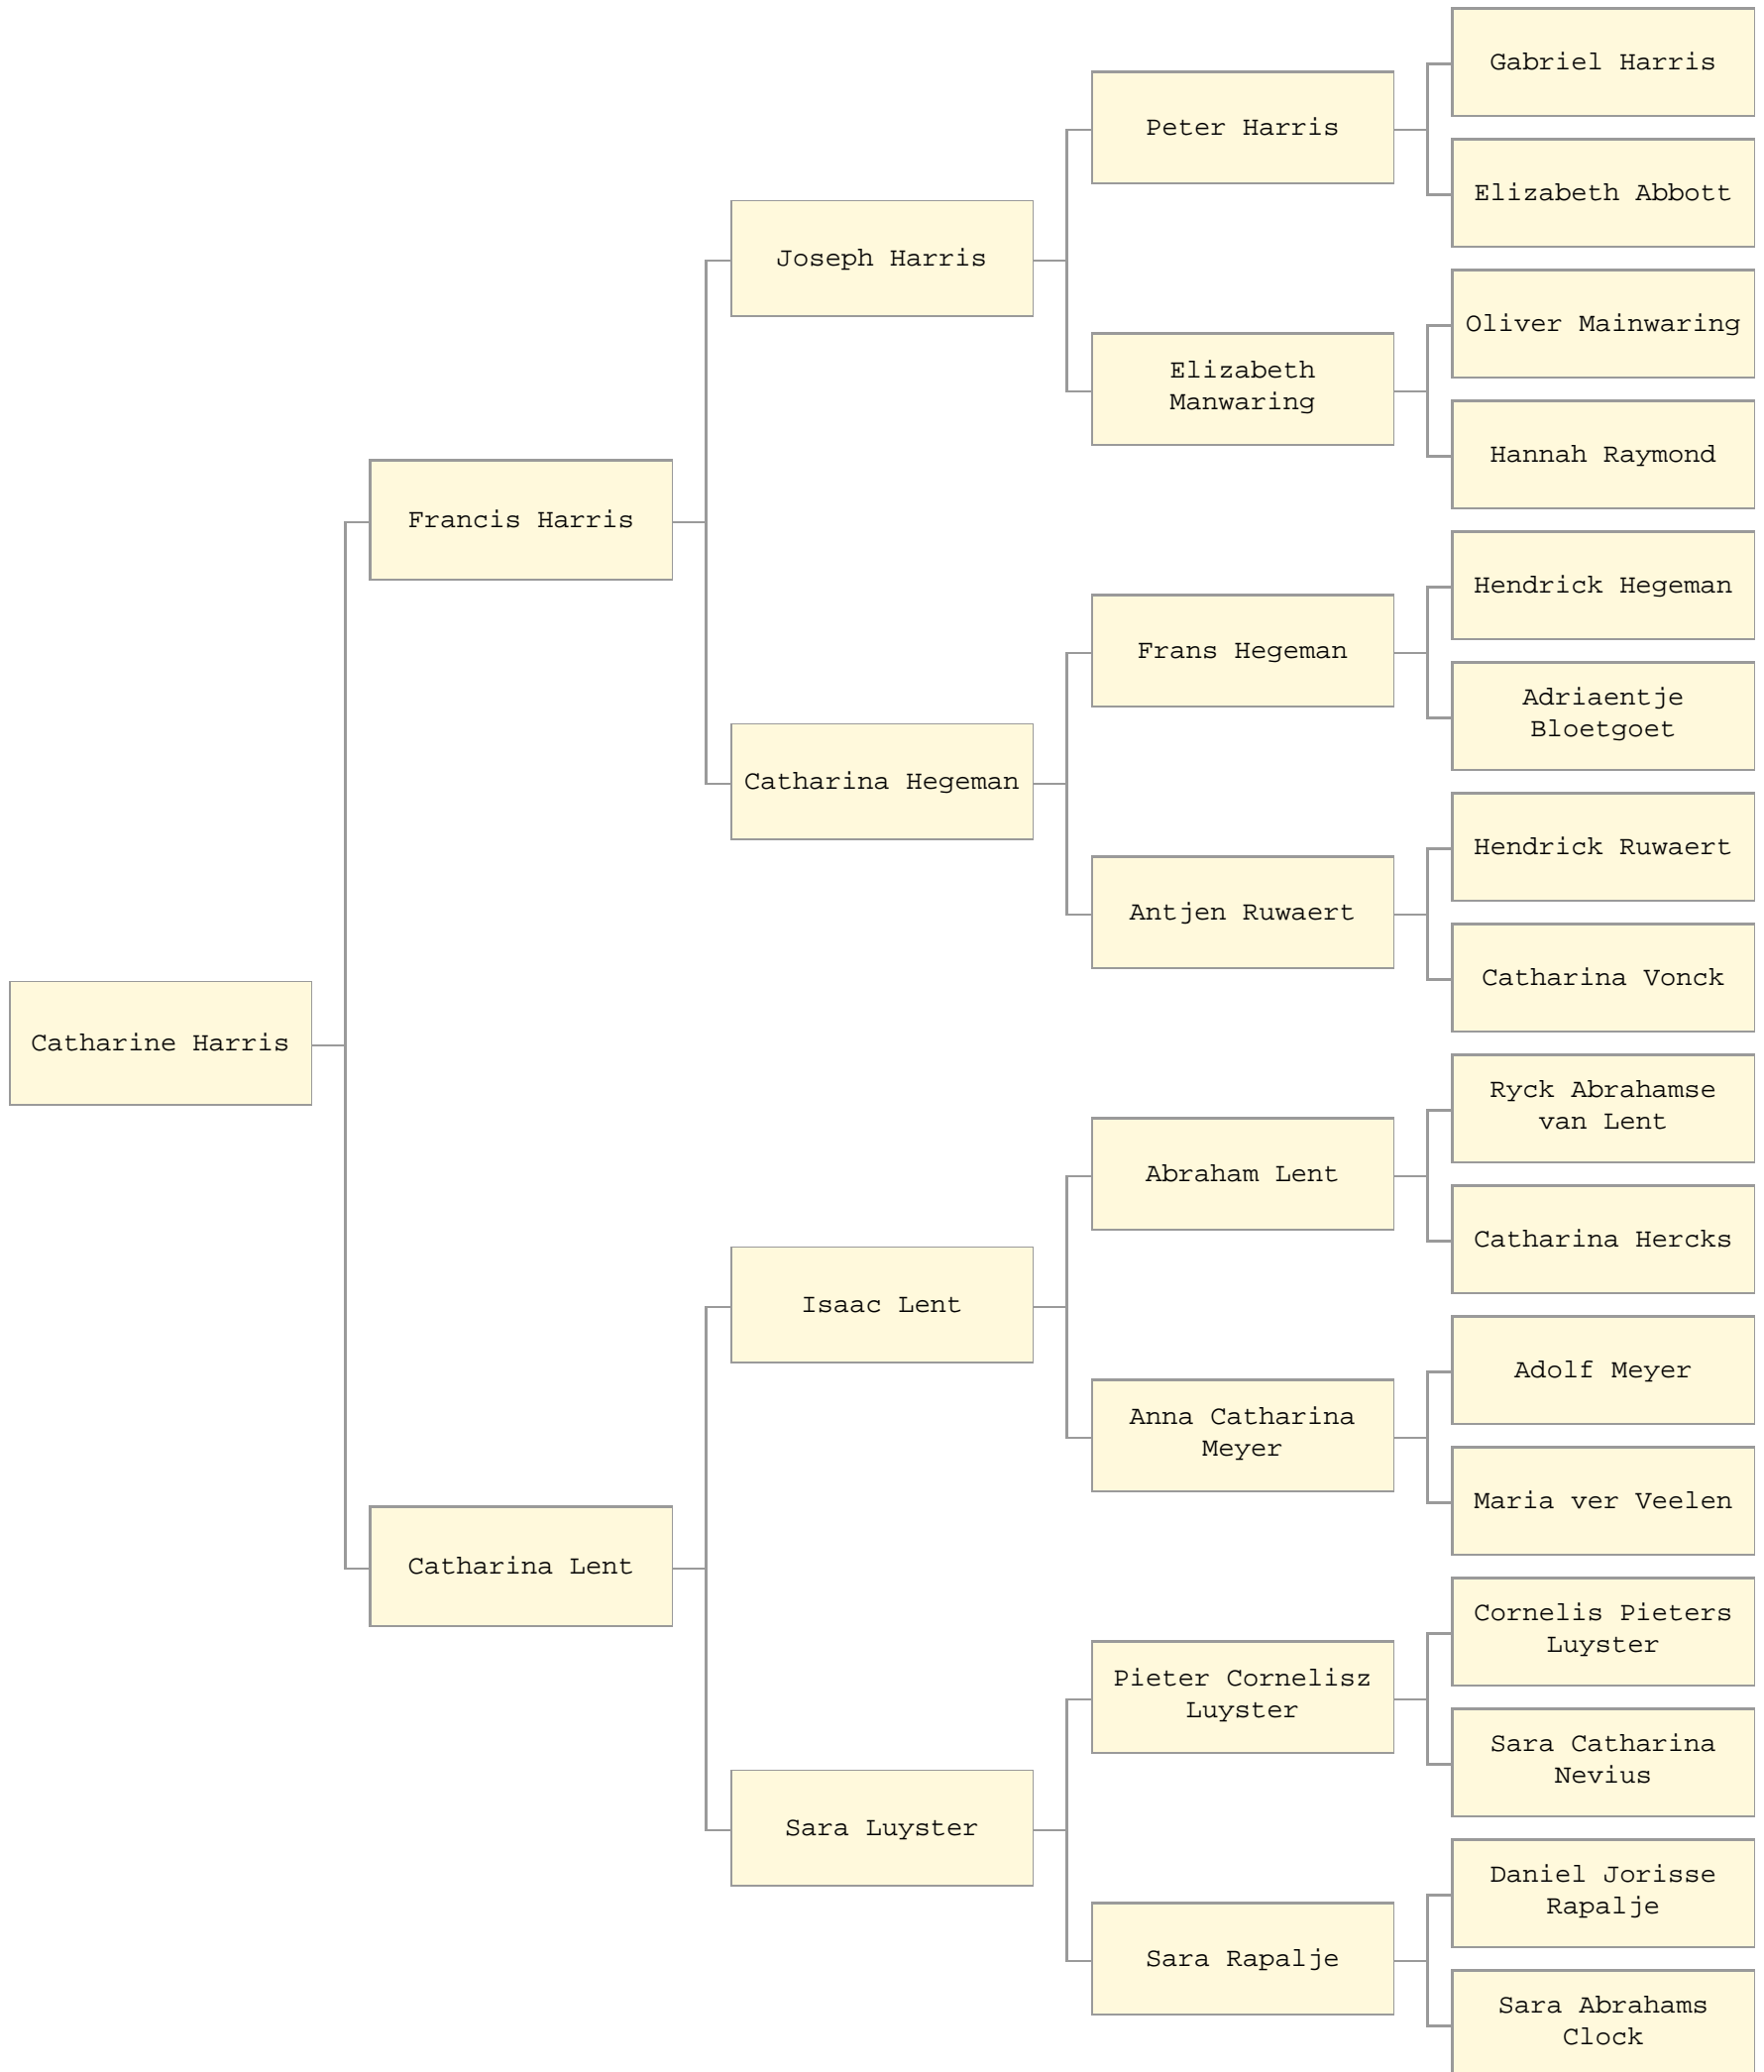 Gabriel Harris
Peter Harris
Elizabeth Abbott
Joseph Harris
Oliver Mainwaring
Elizabeth
Manwaring
Hannah Raymond
Francis Harris
Hendrick Hegeman
Frans Hegeman
Adriaentje
Bloetgoet
Catharina Hegeman
Hendrick Ruwaert
Antjen Ruwaert
Catharina Vonck
Catharine Harris
Ryck Abrahamse
van Lent
Abraham Lent
Catharina Hercks
Isaac Lent
Adolf Meyer
Anna Catharina
Meyer
Maria ver Veelen
Catharina Lent
Cornelis Pieters
Luyster
Pieter Cornelisz
Luyster
Sara Catharina
Nevius
Sara Luyster
Daniel Jorisse
Rapalje
Sara Rapalje
Sara Abrahams
Clock